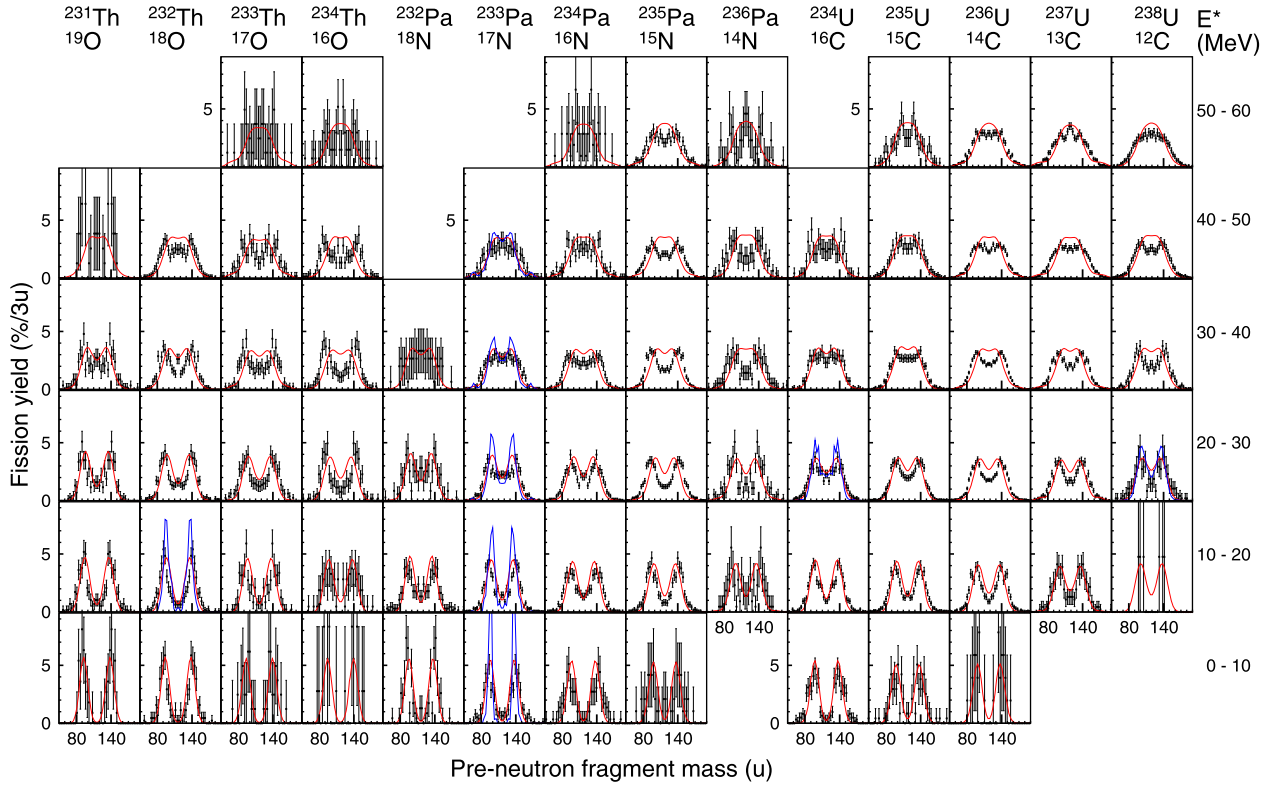 ²³¹Th ²³²Th ²³³Th ²³⁴Th ²³²Pa ²³³Pa ²³⁴Pa ²³⁵Pa ²³⁶Pa ²³⁴U ²³⁵U ²³⁶U ²³⁷U ²³⁸U E*
¹⁹O ¹⁸O ¹⁷O ¹⁶O ¹⁸N ¹⁷N ¹⁶N ¹⁵N ¹⁴N ¹⁶C ¹⁵C ¹⁴C ¹³C ¹²C (MeV)
5 5 5 50 - 60
5 5 40 - 50
0
5 30 - 40
0
5 20 - 30
0
5 10 - 20
0
80 140 80 140 80 140
5 5 0 - 10
0 0
80 140 80 140 80 140 80 140 80 140 80 140 80 140 80 140 80 140 80 140 80 140
Fission yield (%/3u)
Pre-neutron fragment mass (u)